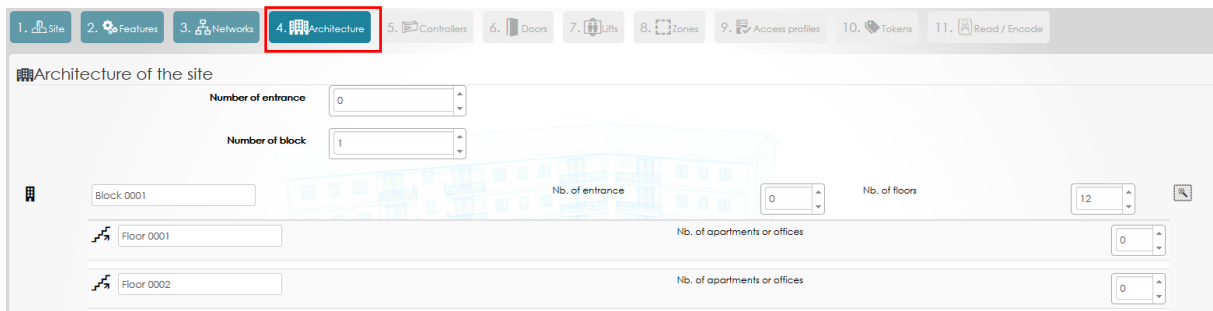 1. Site 2. Features 3. Networks 4. Architecture 5. Controllers 6. Doors 7. Lifts 8. Zones 9. Access profiles 10. Tokens 11. Read / Encode
Architecture of the site
Number of entrance 0
Number of block 1
Block 0001 Nb. of entrance 0 Nb. of floors 12
Floor 0001 Nb. of apartments or offices 0
Floor 0002 Nb. of apartments or offices 0